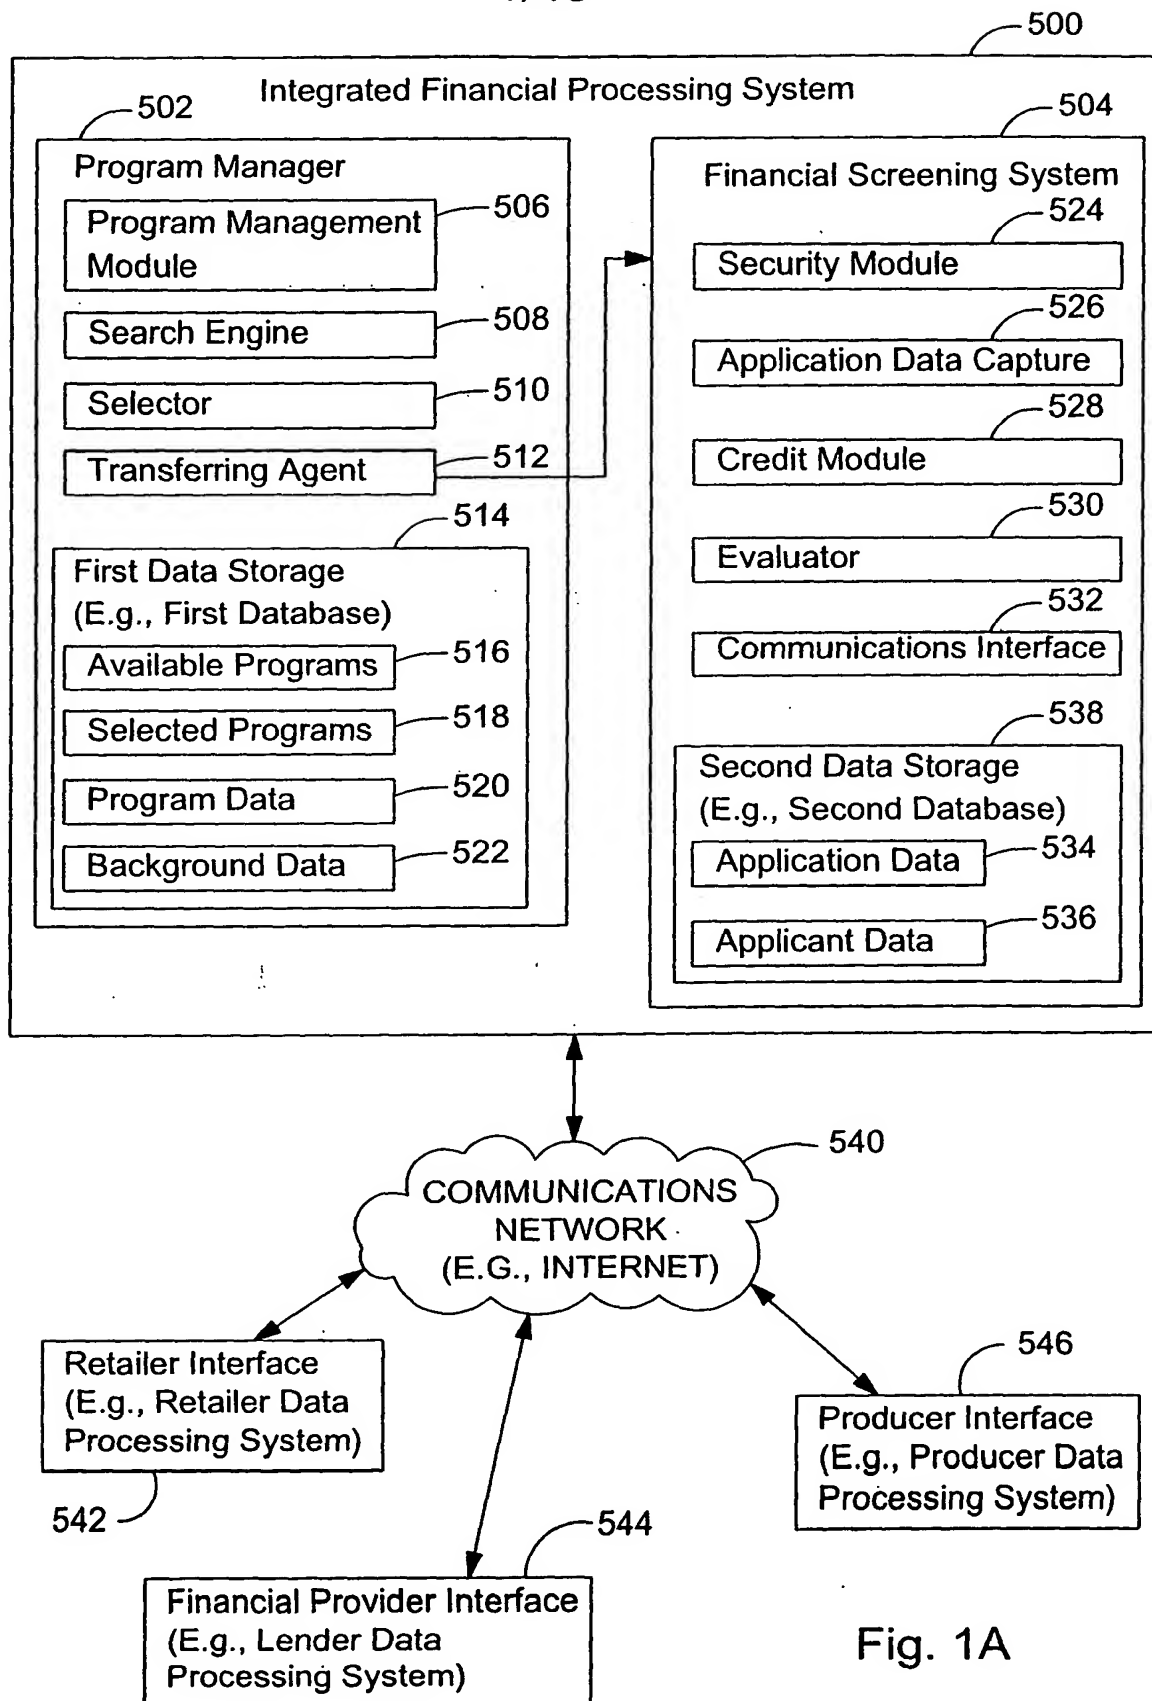 500
Integrated Financial Processing System
502
Program Manager
Program Management
Module
506
Search Engine
508
Selector
510
Transferring Agent
512
514
First Data Storage
(E.g., First Database)
Available Programs
516
Selected Programs
518
Program Data
520
Background Data
522
504
Financial Screening System
524
Security Module
526
Application Data Capture
528
Credit Module
530
Evaluator
532
Communications Interface
538
Second Data Storage
(E.g., Second Database)
Application Data
534
Applicant Data
536
540
COMMUNICATIONS
NETWORK
(E.G., INTERNET)
Retailer Interface
(E.g., Retailer Data
Processing System)
542
546
Producer Interface
(E.g., Producer Data
Processing System)
544
Financial Provider Interface
(E.g., Lender Data
Processing System)
Fig. 1A